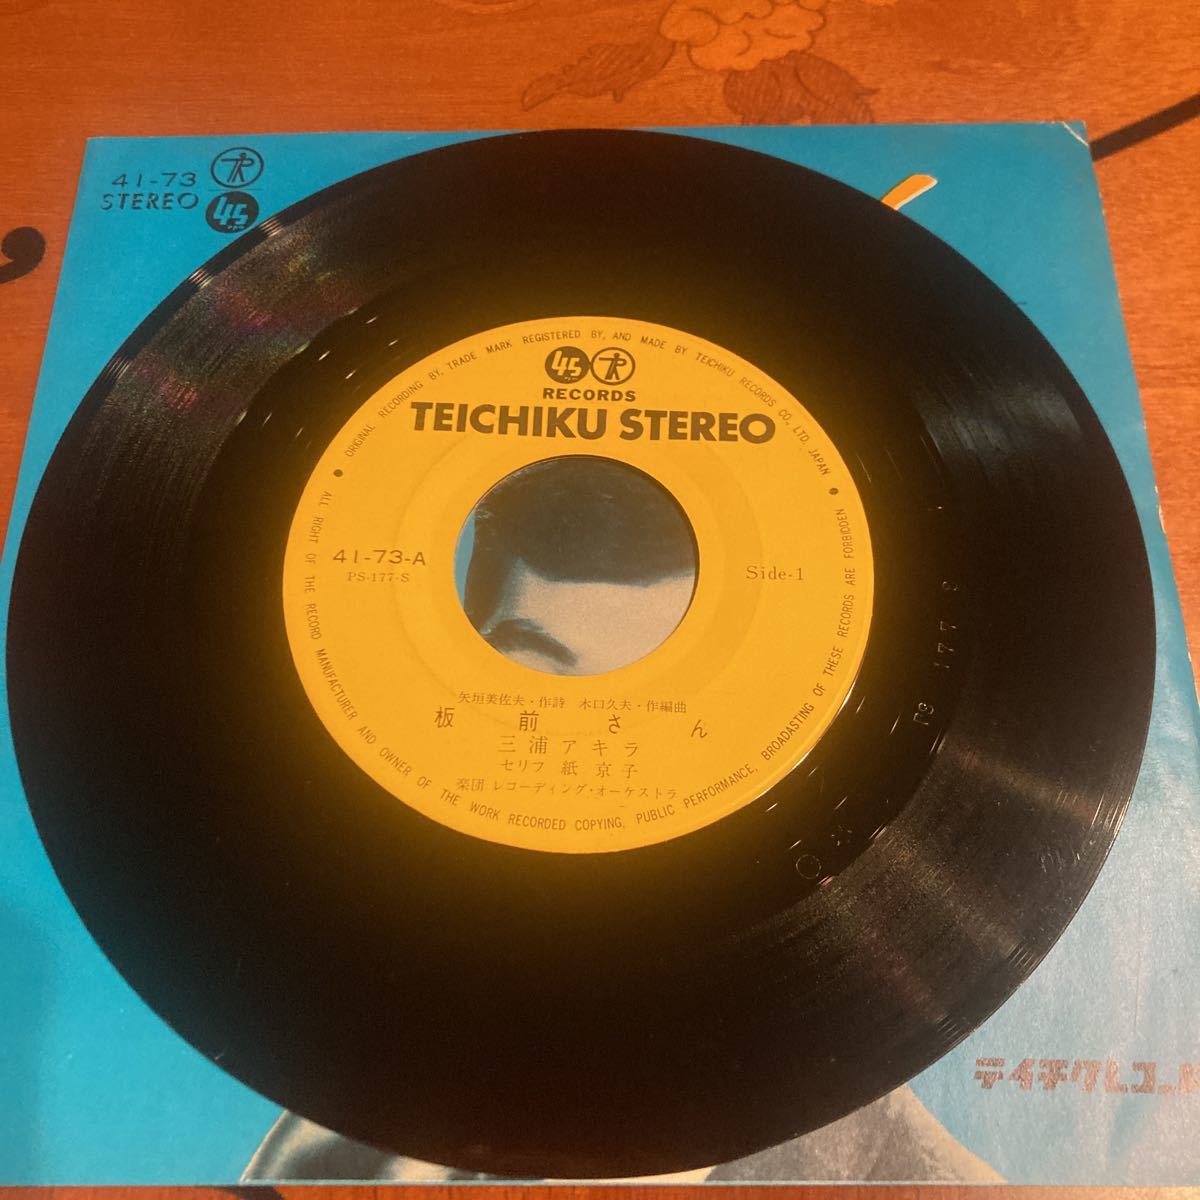 41-73
STEREO
45
ORIGINAL RECORDING BY, TRADE MARK REGISTERED BY, AND MADE BY TEICHIKU RECORDS CO., LTD. JAPAN
45
RECORDS
TEICHIKU STEREO
41-73-A
PS-177-S
Side-1
矢垣美佐夫・作詩 木口久夫・作編曲
板前さん
三浦アキラ
セリフ 紙京子
楽団 レコーディング・オーケストラ
ALL RIGHT OF THE RECORD MANUFACTURER AND OWNER OF THE WORK RECORDED COPYING, PUBLIC PERFORMANCE, BROADASTING OF THESE RECORDS ARE FORBIDDEN
テイチクレコード